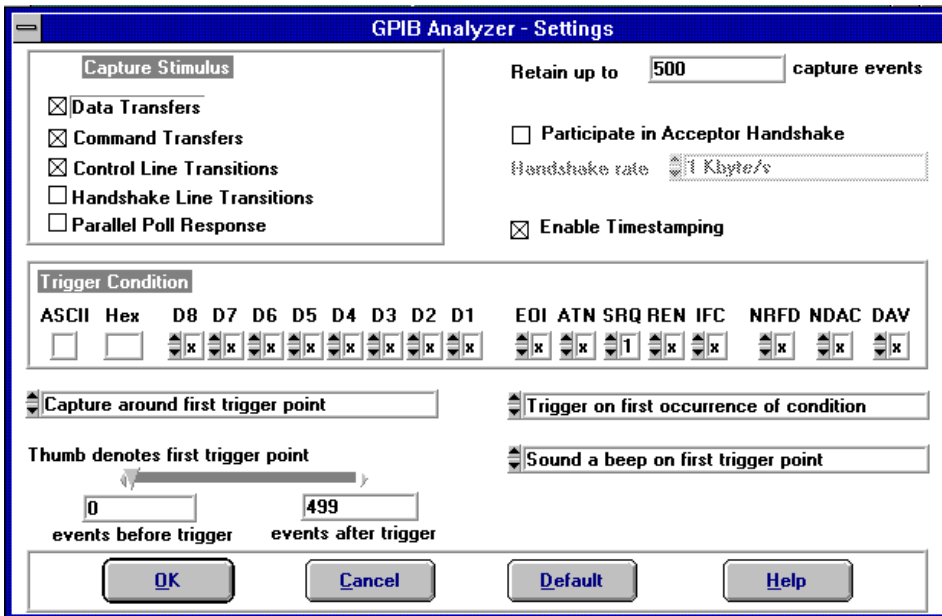 GPIB Analyzer - Settings
Capture Stimulus
Data Transfers
Command Transfers
Control Line Transitions
Handshake Line Transitions
Parallel Poll Response
Retain up to 500 capture events
Participate in Acceptor Handshake
Handshake rate 1 Kbyte/s
Enable Timestamping
Trigger Condition
ASCII Hex D8 D7 D6 D5 D4 D3 D2 D1 EOI ATN SRQ REN IFC NRFD NDAC DAV
x x x x x x x x x x 1 x x x x x
Capture around first trigger point
Trigger on first occurrence of condition
Thumb denotes first trigger point
Sound a beep on first trigger point
0 499
events before trigger events after trigger
OK Cancel Default Help